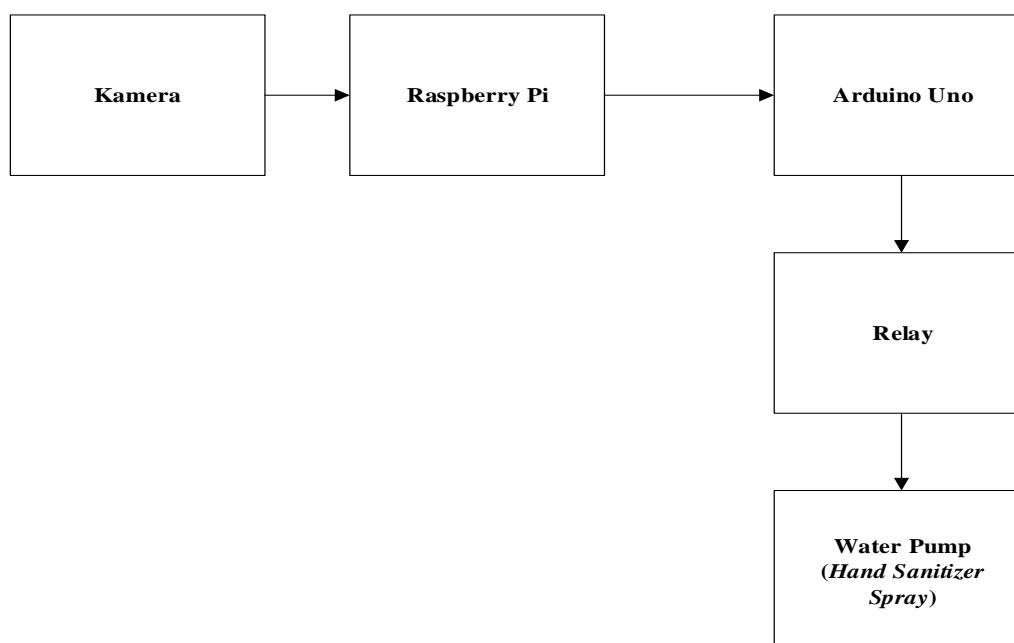 Kamera
Raspberry Pi
Arduino Uno
Relay
Water Pump
(Hand Sanitizer
Spray)